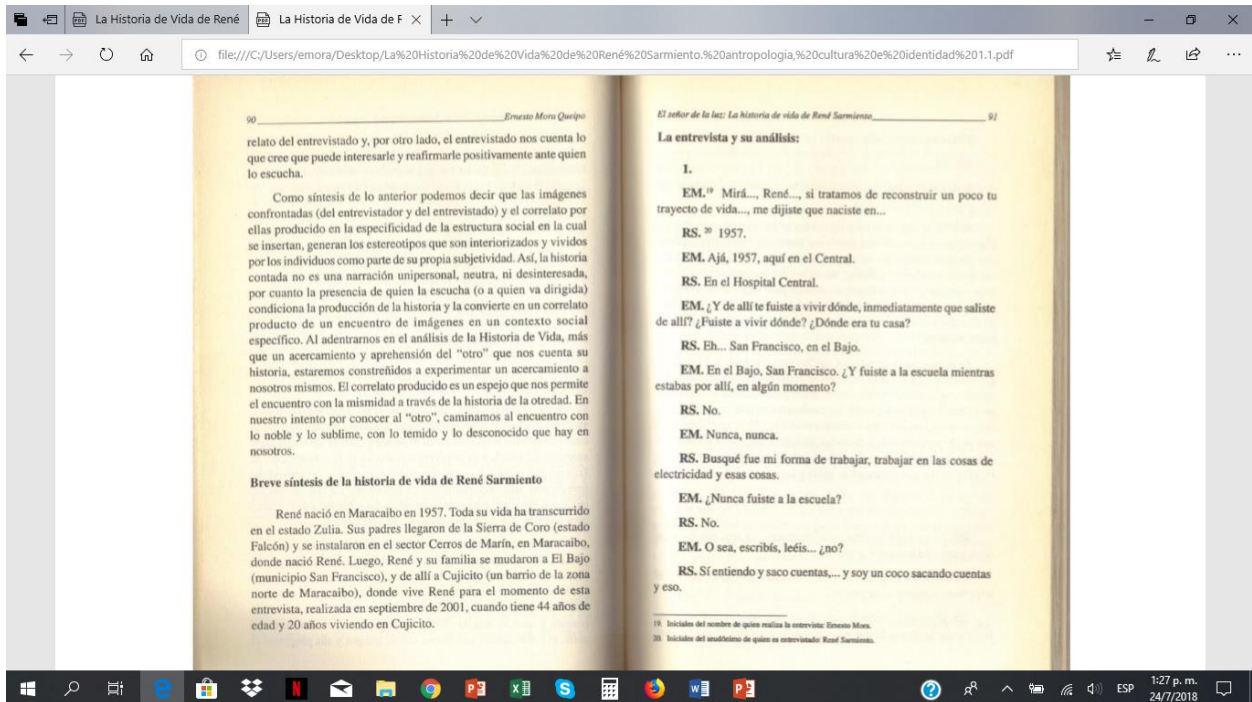 La Historia de Vida de René
La Historia de Vida de R
file:///C:/Users/emora/Desktop/La%20Historia%20de%20Vida%20de%20René%20Sarmiento.%20antropologia,%20cultura%20e%20identidad%201.1.pdf
90 Ernesto Mora Queipo
relato del entrevistado y, por otro lado, el entrevistado nos cuenta lo
que cree que puede interesarle y reafirmarle positivamente ante quien
lo escucha.
Como síntesis de lo anterior podemos decir que las imágenes
confrontadas (del entrevistador y del entrevistado) y el correlato por
ellas producido en la especificidad de la estructura social en la cual
se insertan, generan los estereotipos que son interiorizados y vividos
por los individuos como parte de su propia subjetividad. Así, la historia
contada no es una narración unipersonal, neutra, ni desinteresada,
por cuanto la presencia de quien la escucha (o a quien va dirigida)
condiciona la producción de la historia y la convierte en un correlato
producto de un encuentro de imágenes en un contexto social
específico. Al adentrarnos en el análisis de la Historia de Vida, más
que un acercamiento y aprehensión del "otro" que nos cuenta su
historia, estaremos constreñidos a experimentar un acercamiento a
nosotros mismos. El correlato producido es un espejo que nos permite
el encuentro con la mismidad a través de la historia de la otredad. En
nuestro intento por conocer al "otro", caminamos al encuentro con
lo noble y lo sublime, con lo temido y lo desconocido que hay en
nosotros.
Breve síntesis de la historia de vida de René Sarmiento
René nació en Maracaibo en 1957. Toda su vida ha transcurrido
en el estado Zulia. Sus padres llegaron de la Sierra de Coro (estado
Falcón) y se instalaron en el sector Cerros de Marín, en Maracaibo,
donde nació René. Luego, René y su familia se mudaron a El Bajo
(municipio San Francisco), y de allí a Cujicito (un barrio de la zona
norte de Maracaibo), donde vive René para el momento de esta
entrevista, realizada en septiembre de 2001, cuando tiene 44 años de
edad y 20 años viviendo en Cujicito.
El señor de la luz: La historia de vida de René Sarmiento 91
La entrevista y su análisis:
1.
EM.19 Mirá..., René..., si tratamos de reconstruir un poco tu
trayecto de vida..., me dijiste que naciste en...
RS. 20 1957.
EM. Ajá, 1957, aquí en el Central.
RS. En el Hospital Central.
EM. ¿Y de allí te fuiste a vivir dónde, inmediatamente que saliste
de allí? ¿Fuiste a vivir dónde? ¿Dónde era tu casa?
RS. Eh... San Francisco, en el Bajo.
EM. En el Bajo, San Francisco. ¿Y fuiste a la escuela mientras
estabas por allí, en algún momento?
RS. No.
EM. Nunca, nunca.
RS. Busqué fue mi forma de trabajar, trabajar en las cosas de
electricidad y esas cosas.
EM. ¿Nunca fuiste a la escuela?
RS. No.
EM. O sea, escribís, leéis... ¿no?
RS. Sí entiendo y saco cuentas,... y soy un coco sacando cuentas
y eso.
19. Iniciales del nombre de quien realiza la entrevista: Ernesto Mora.
20. Iniciales del seudónimo de quien es entrevistado: René Sarmiento.
ESP
1:27 p. m.
24/7/2018